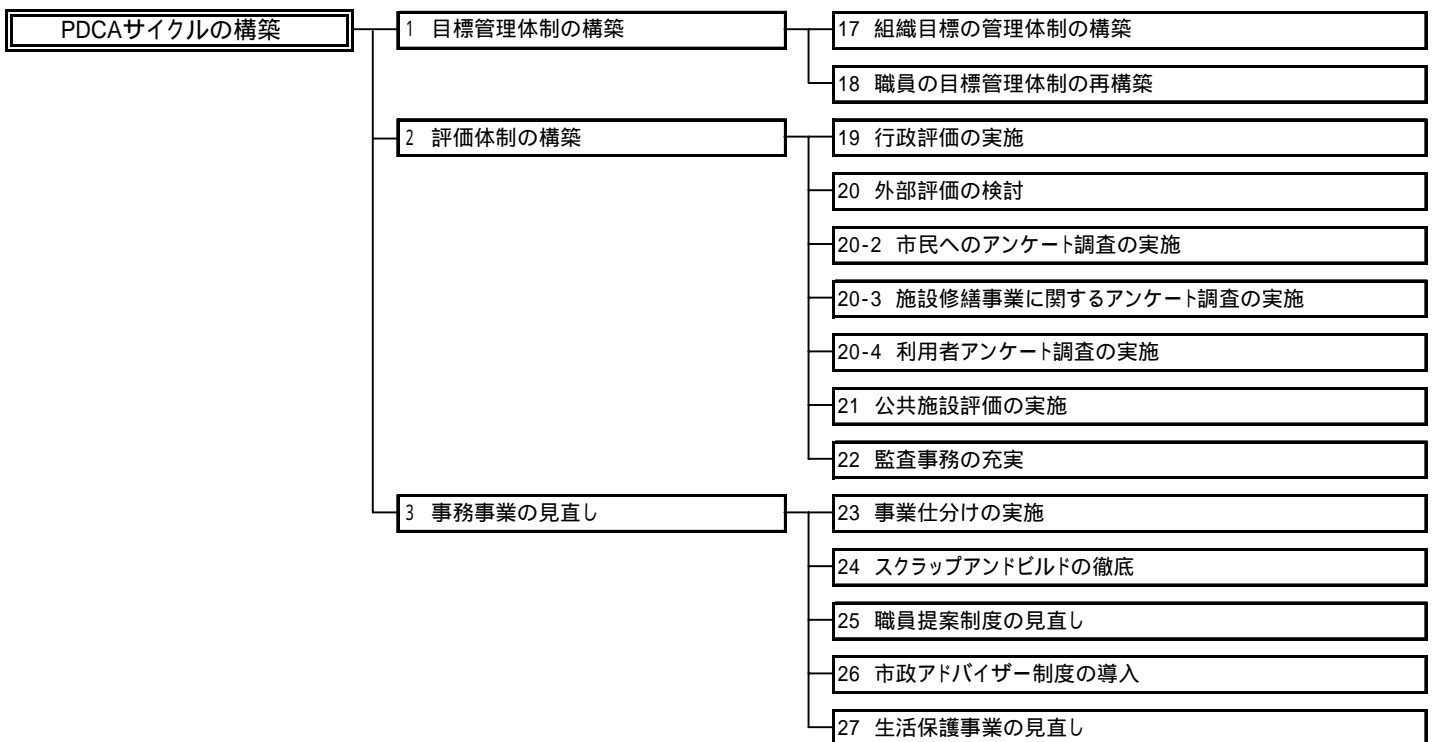 PDCAサイクルの構築
1 目標管理体制の構築
17 組織目標の管理体制の構築
18 職員の目標管理体制の再構築
2 評価体制の構築
19 行政評価の実施
20 外部評価の検討
20-2 市民へのアンケート調査の実施
20-3 施設修繕事業に関するアンケート調査の実施
20-4 利用者アンケート調査の実施
21 公共施設評価の実施
22 監査事務の充実
3 事務事業の見直し
23 事業仕分けの実施
24 スクラップアンドビルドの徹底
25 職員提案制度の見直し
26 市政アドバイザー制度の導入
27 生活保護事業の見直し